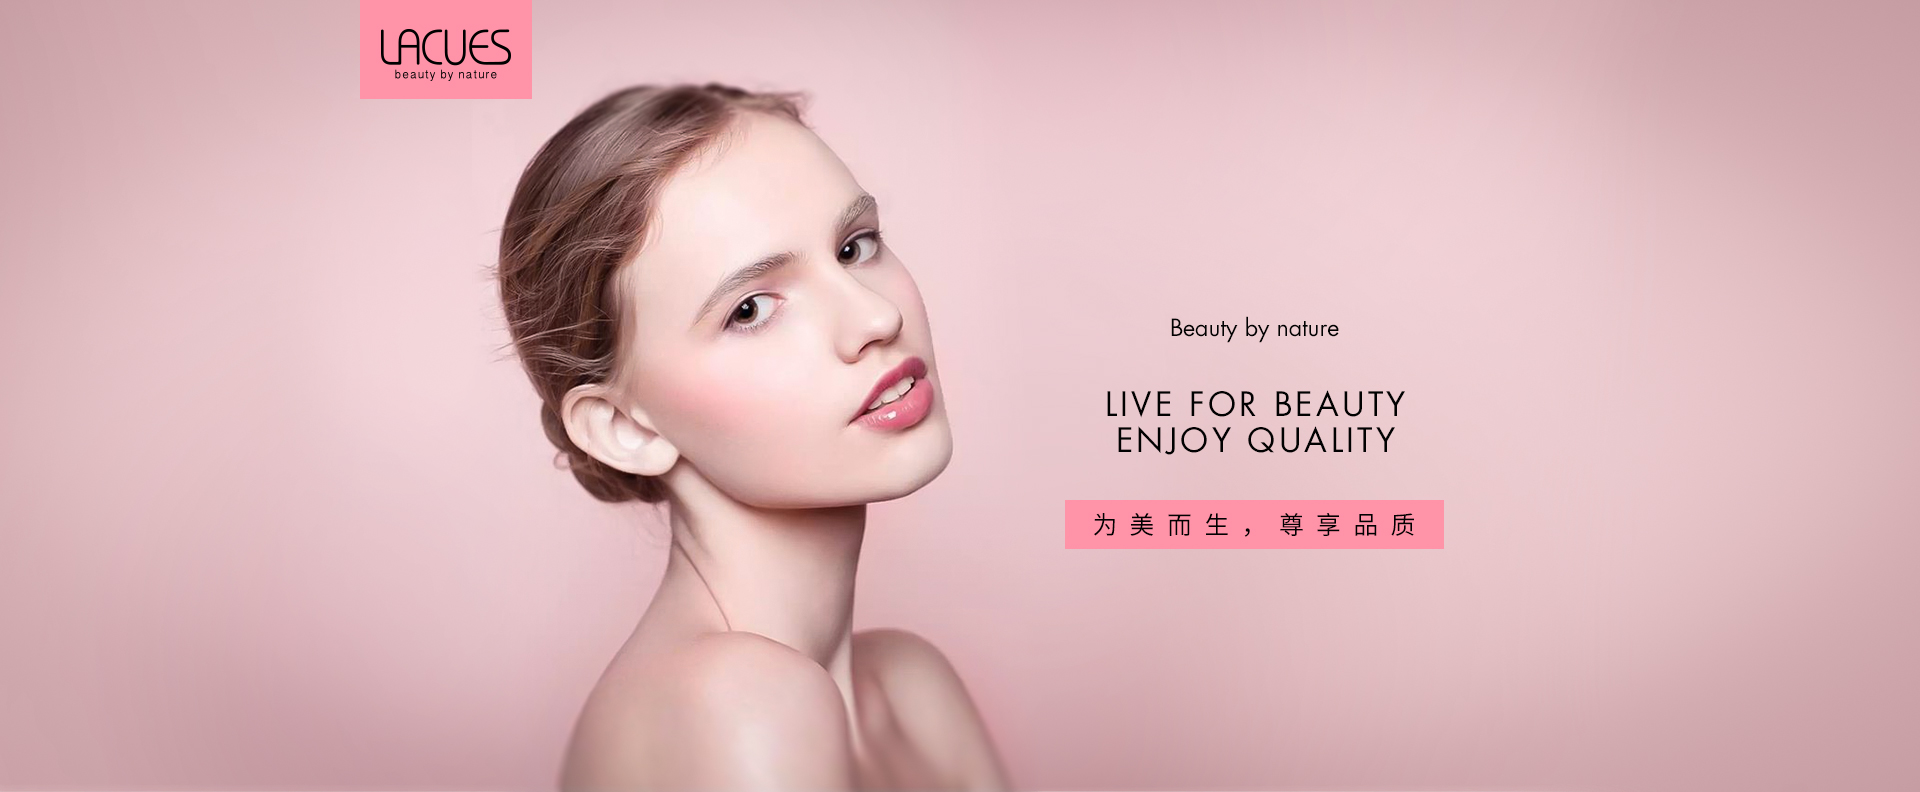 LACUES
beauty by nature
Beauty by nature
LIVE FOR BEAUTY
ENJOY QUALITY
为美而生，尊享品质